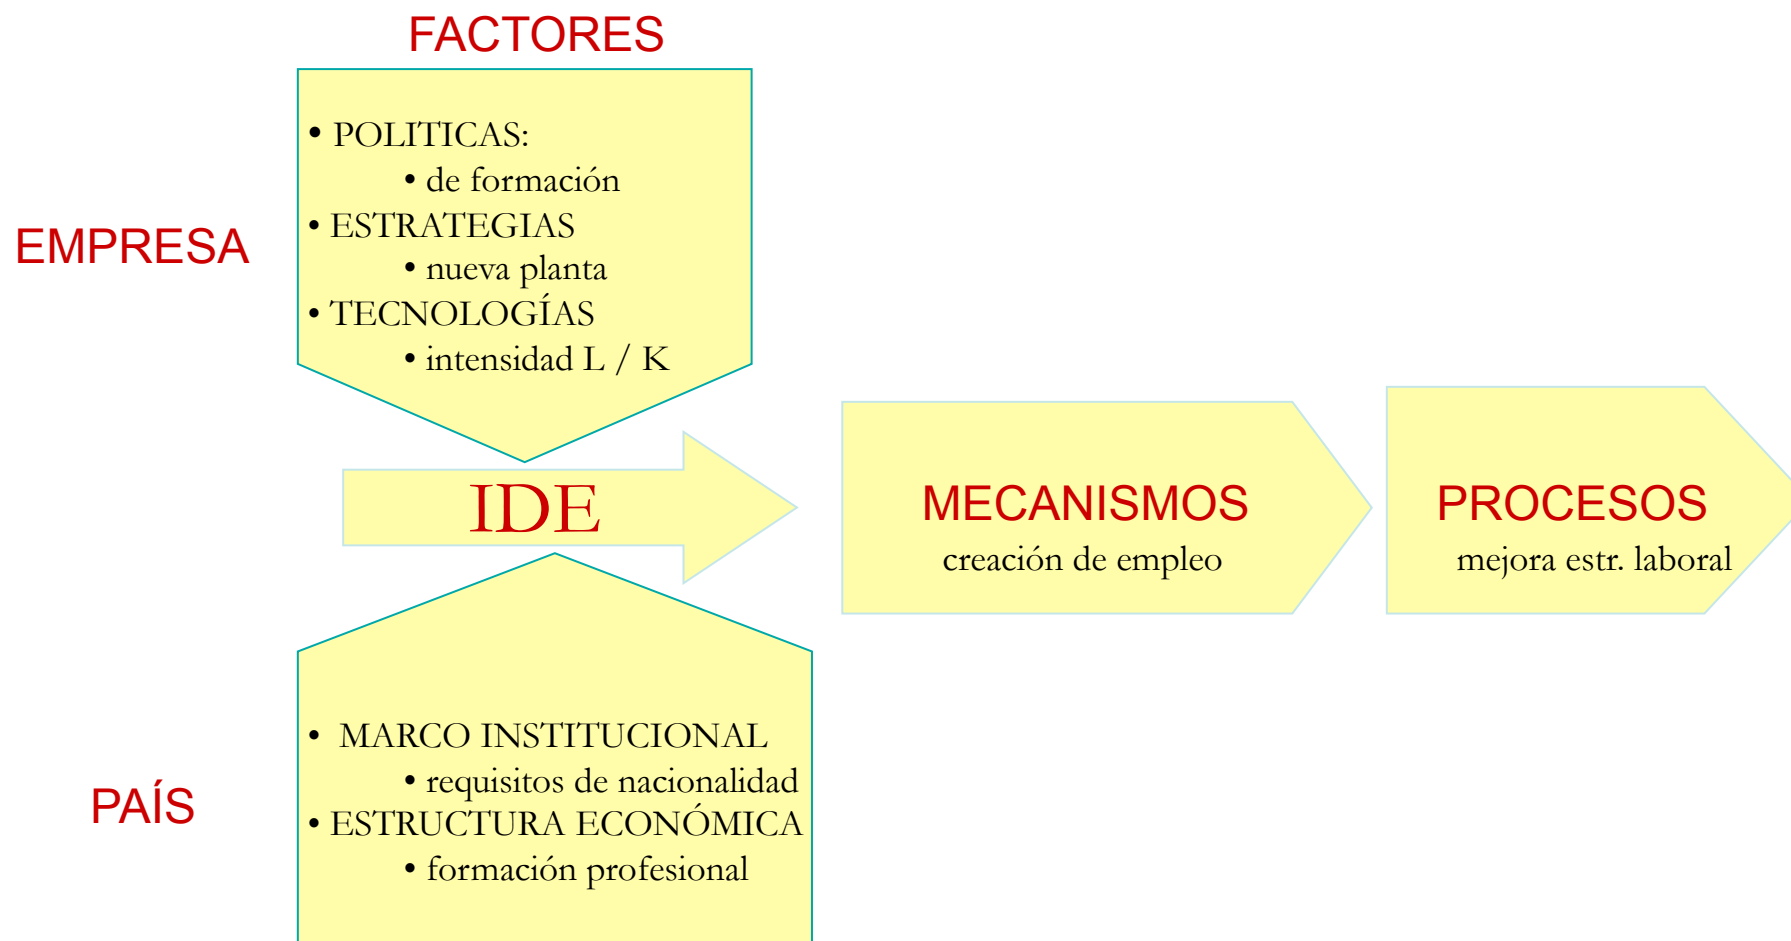 FACTORES
• POLITICAS:
• de formación
• ESTRATEGIAS
• nueva planta
• TECNOLOGÍAS
• intensidad L / K
EMPRESA
IDE
MECANISMOS
creación de empleo
PROCESOS
mejora estr. laboral
PAÍS
• MARCO INSTITUCIONAL
• requisitos de nacionalidad
• ESTRUCTURA ECONÓMICA
• formación profesional